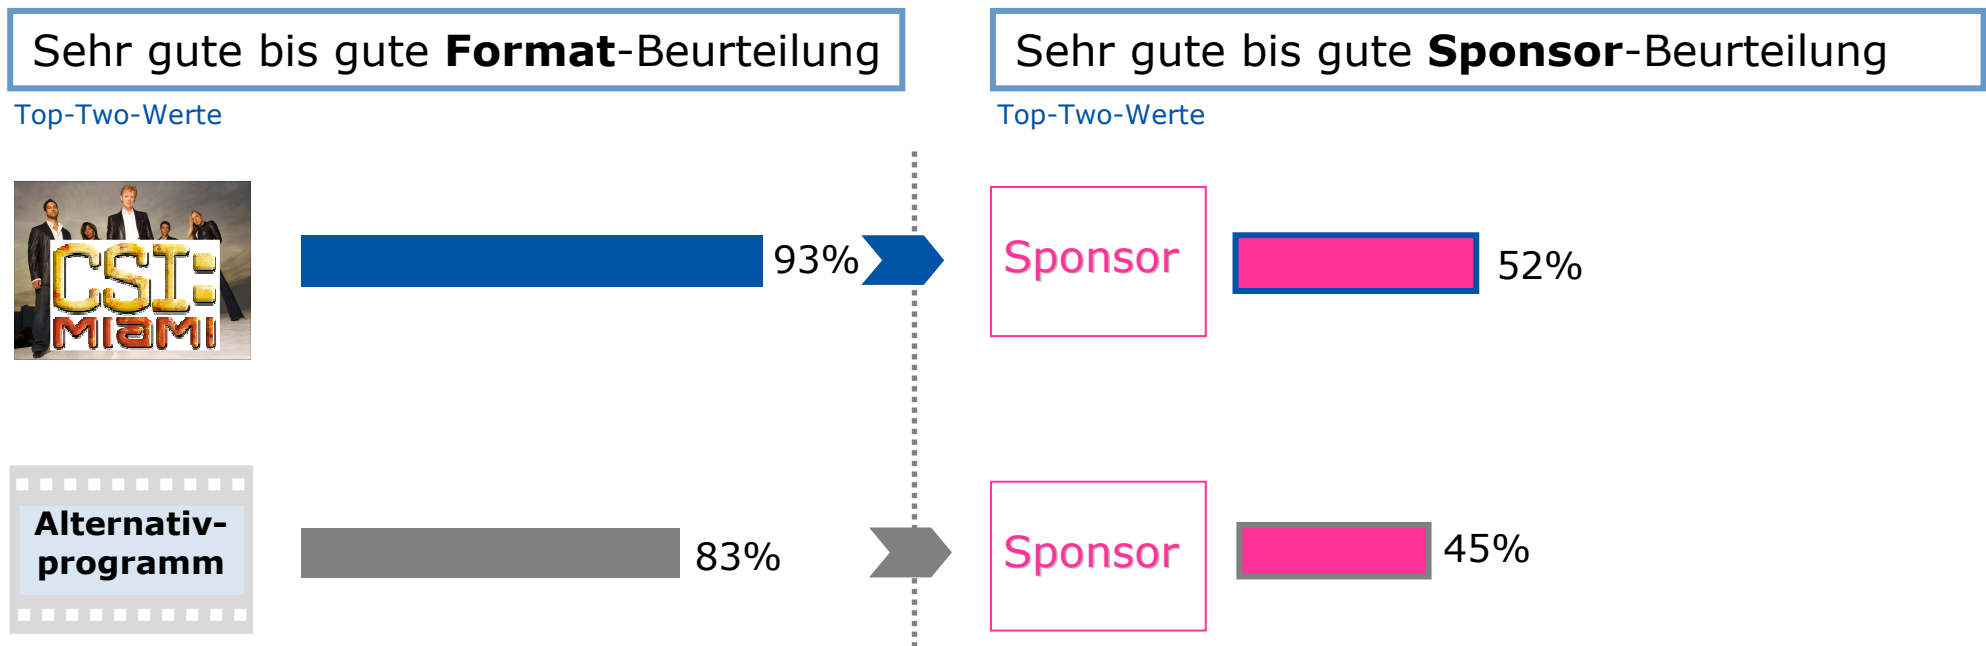 Sehr gute bis gute Format-Beurteilung
Top-Two-Werte
Sehr gute bis gute Sponsor-Beurteilung
Top-Two-Werte
CSI:
MIAMI
93%
Sponsor
52%
Alternativ-
programm
83%
Sponsor
45%